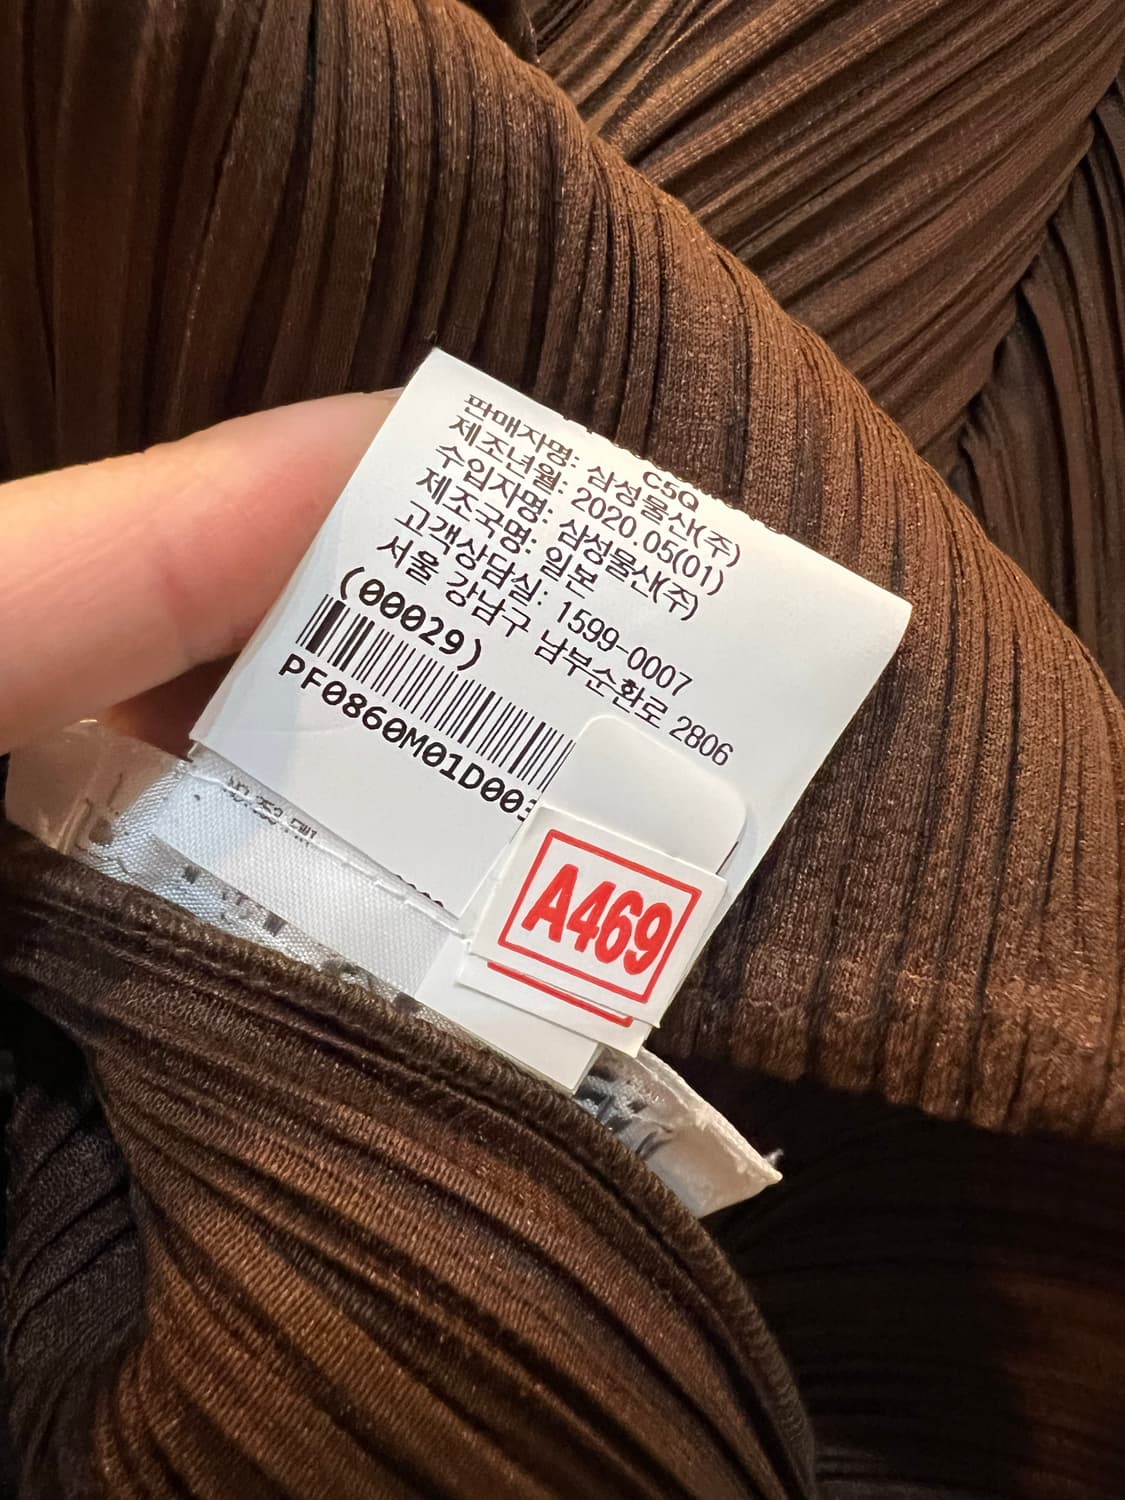 C5Q
판매자명: 삼성물산(주)
제조년월: 2020.05(01)
수입자명: 삼성물산(주)
제조국명: 일본
고객상담실: 1599-0007
서울 강남구 남부순환로 2806
(00029)
PF0860M01D003
A469